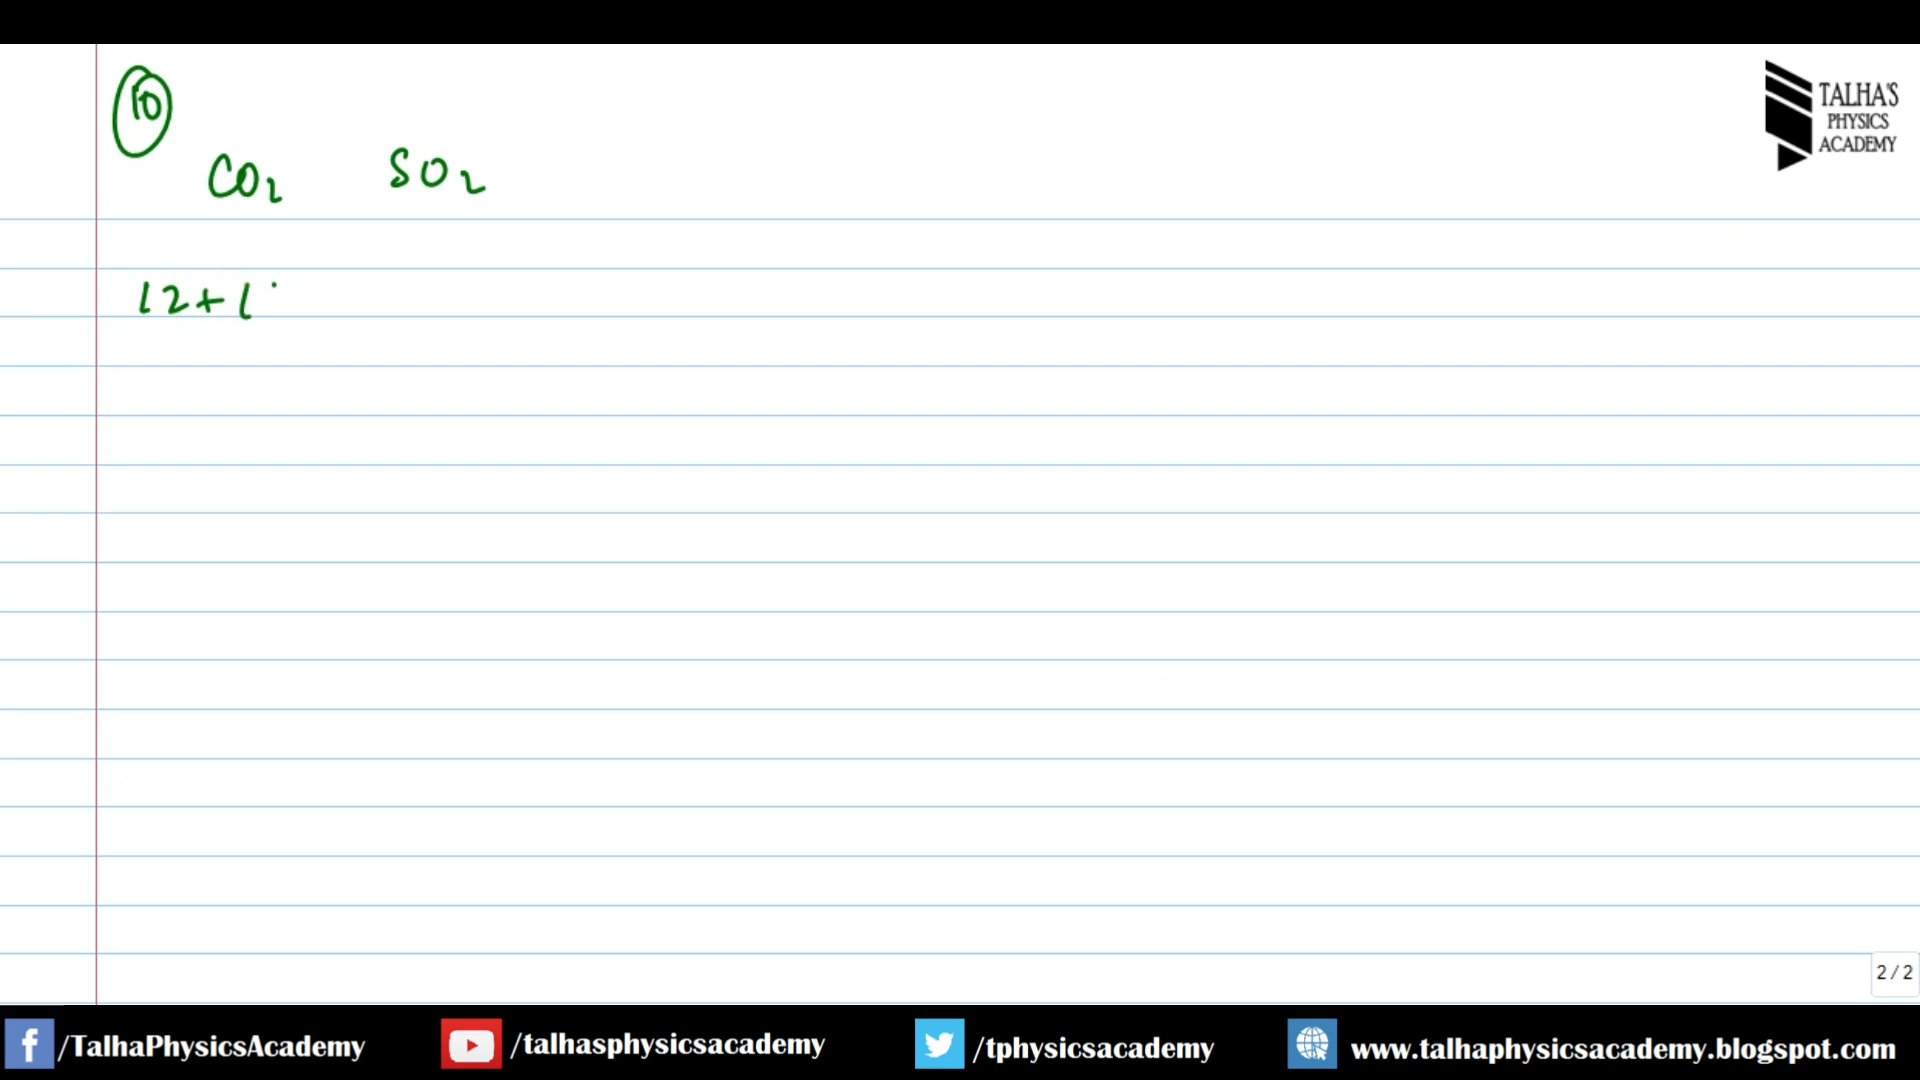 10
CO₂ SO₂
12+1
TALHA'S
PHYSICS
ACADEMY
2 / 2
/TalhaPhysicsAcademy
/talhasphysicsacademy
/tphysicsacademy
www.talhaphysicsacademy.blogspot.com